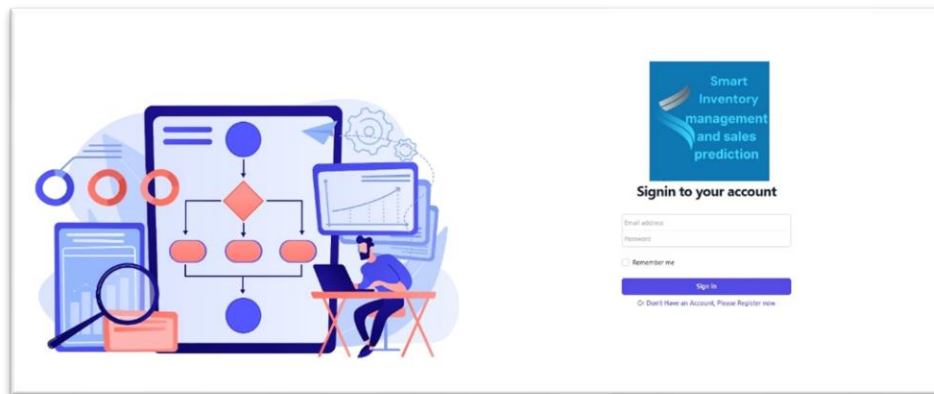 Smart
Inventory
management
and sales
prediction
Signin to your account
Email address
Password
Remember me
Sign in
Or Don't Have an Account, Please Register now